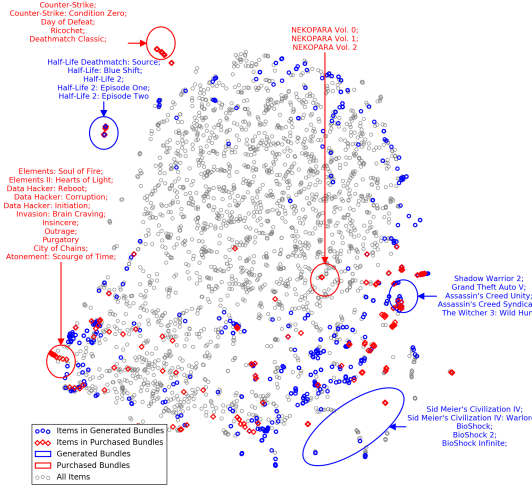 Counter-Strike;
Counter-Strike: Condition Zero;
Day of Defeat;
Ricochet;
Deathmatch Classic;
Half-Life Deathmatch: Source;
Half-Life: Blue Shift;
Half-Life 2;
Half-Life 2: Episode One;
Half-Life 2: Episode Two
NEKOPARA Vol. 0;
NEKOPARA Vol. 1;
NEKOPARA Vol. 2
Elements: Soul of Fire;
Elements II: Hearts of Light;
Data Hacker: Reboot;
Data Hacker: Corruption;
Data Hacker: Initiation;
Invasion: Brain Craving;
Insincere;
Outrage;
Purgatory
City of Chains;
Atonement: Scourge of Time;
Shadow Warrior 2;
Grand Theft Auto V;
Assassin's Creed Unity;
Assassin's Creed Syndica
The Witcher 3: Wild Hun
Sid Meier's Civilization IV;
Sid Meier's Civilization IV: Warlor
BioShock;
BioShock 2;
BioShock Infinite;
Items in Generated Bundles
Items in Purchased Bundles
Generated Bundles
Purchased Bundles
All Items